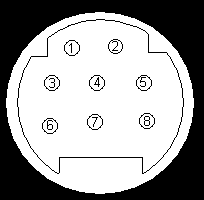 ① ②
③ ④ ⑤
⑥ ⑦ ⑧